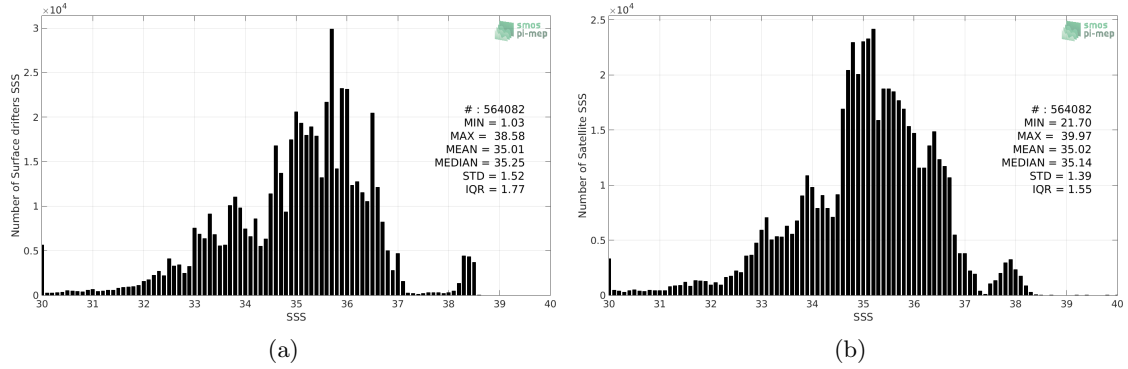 ×10⁴
3
2.5
2
1.5
1
0.5
0
30 31 32 33 34 35 36 37 38 39 40
SSS
Number of Surface drifters SSS
smos
pi-mep
# : 564082
MIN = 1.03
MAX = 38.58
MEAN = 35.01
MEDIAN = 35.25
STD = 1.52
IQR = 1.77
(a)
×10⁴
2.5
2
1.5
1
0.5
0
30 31 32 33 34 35 36 37 38 39 40
SSS
Number of Satellite SSS
smos
pi-mep
# : 564082
MIN = 21.70
MAX = 39.97
MEAN = 35.02
MEDIAN = 35.14
STD = 1.39
IQR = 1.55
(b)